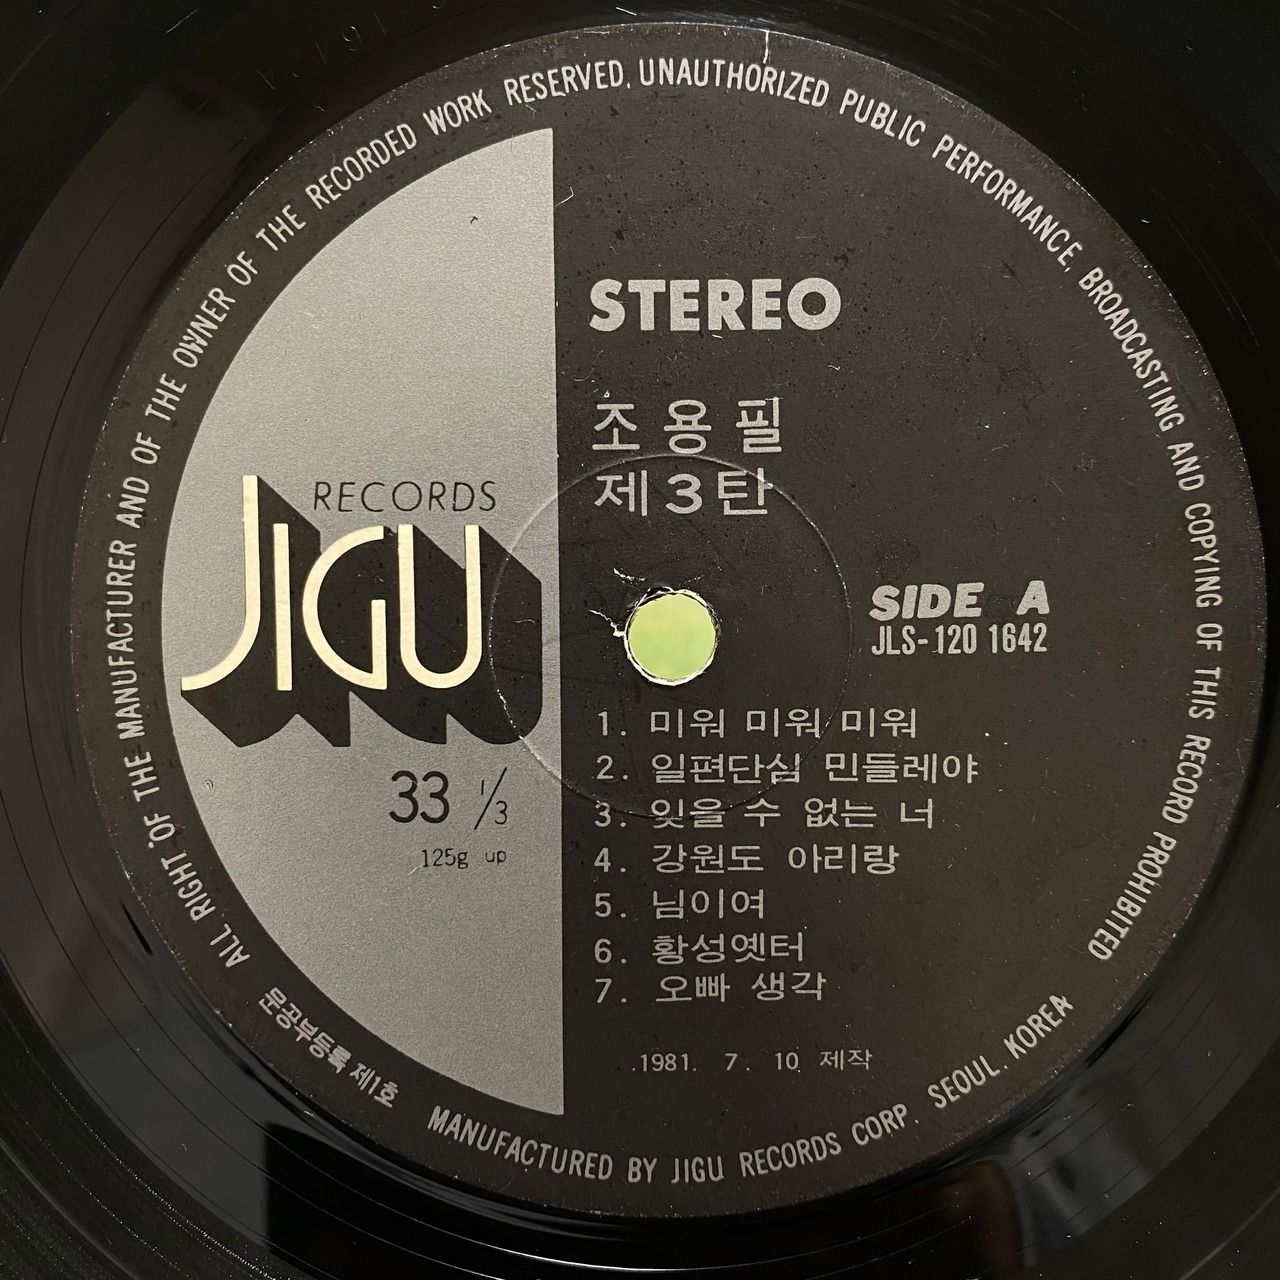 ALL RIGHT OF THE MANUFACTURER AND OF THE OWNER OF THE RECORDED WORK RESERVED. UNAUTHORIZED PUBLIC PERFORMANCE, BROADCASTING AND COPYING OF THIS RECORD PROHIBITED
STEREO
조용필
제3탄
RECORDS
JIGU
SIDE A
JLS-120 1642
33 1/3
125g up
1. 미워 미워 미워
2. 일편단심 민들레야
3. 잊을 수 없는 너
4. 강원도 아리랑
5. 님이여
6. 황성옛터
7. 오빠 생각
1981. 7. 10 제작
문공부등록 제1호
MANUFACTURED BY JIGU RECORDS CORP. SEOUL. KOREA